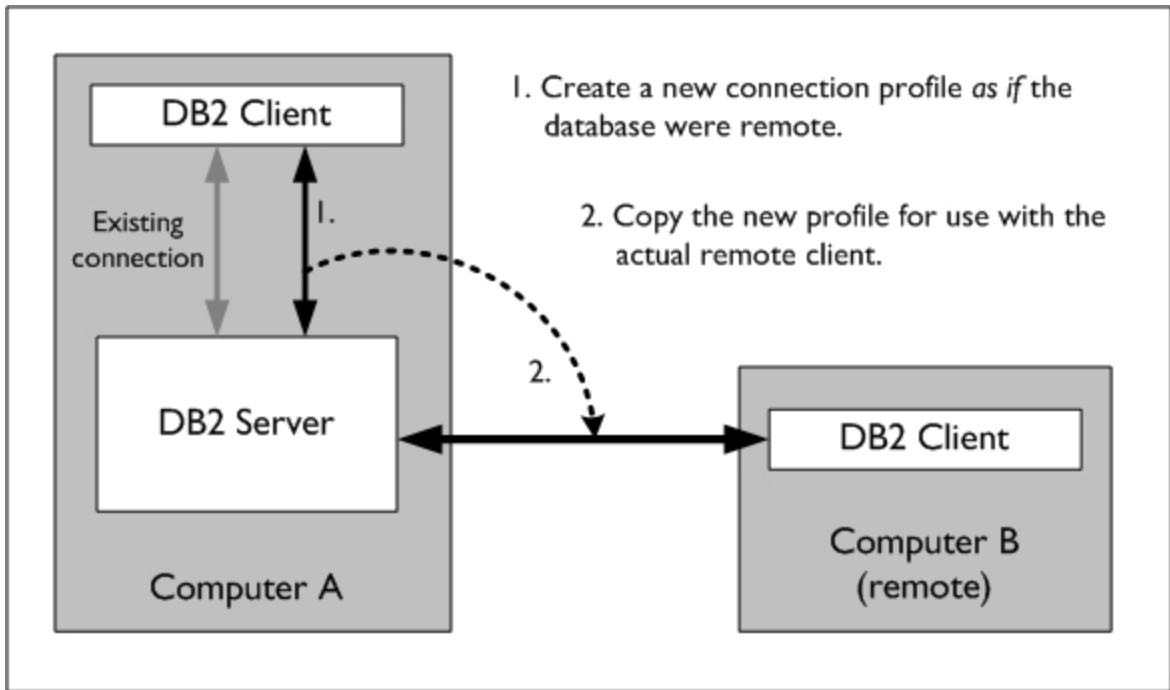 DB2 Client
1. Create a new connection profile as if the
database were remote.
1.
Existing
connection
2. Copy the new profile for use with the
actual remote client.
2.
DB2 Server
DB2 Client
Computer A
Computer B
(remote)